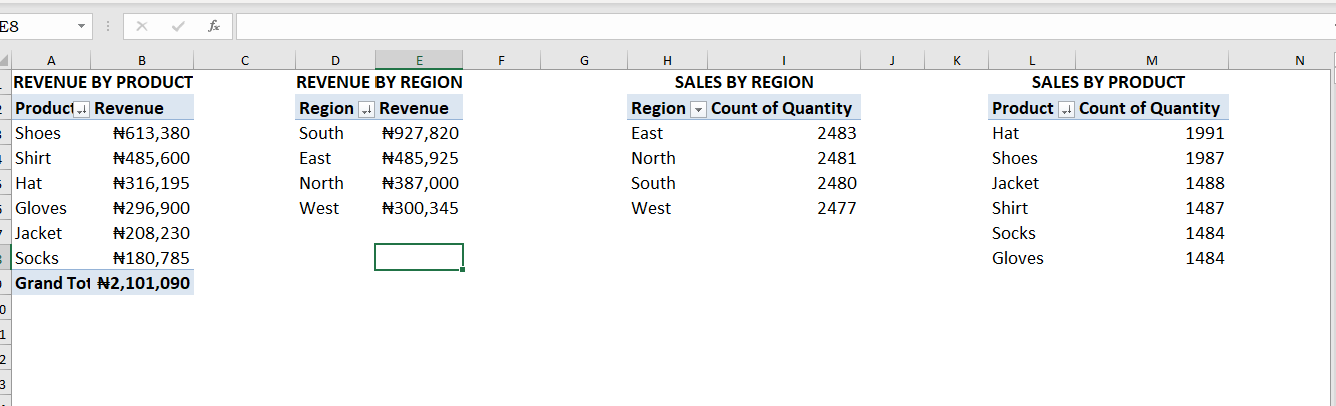 E8 fx
A B C D E F G H I J K L M N
REVENUE BY PRODUCT REVENUE BY REGION SALES BY REGION SALES BY PRODUCT
Product Revenue Region Revenue Region Count of Quantity Product Count of Quantity
Shoes ₦613,380 South ₦927,820 East 2483 Hat 1991
Shirt ₦485,600 East ₦485,925 North 2481 Shoes 1987
Hat ₦316,195 North ₦387,000 South 2480 Jacket 1488
Gloves ₦296,900 West ₦300,345 West 2477 Shirt 1487
Jacket ₦208,230 Socks 1484
Socks ₦180,785 Gloves 1484
Grand Tot ₦2,101,090
0
1
2
3